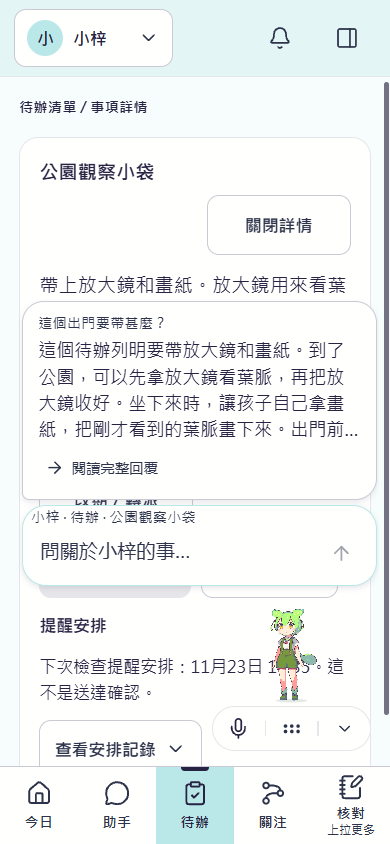 小 小梓
待辦清單 / 事項詳情
公園觀察小袋
關閉詳情
帶上放大鏡和畫紙。放大鏡用來看葉
這個出門要帶甚麼？
這個待辦列明要帶放大鏡和畫紙。到了
公園，可以先拿放大鏡看葉脈，再把放
大鏡收好。坐下來時，讓孩子自己拿畫
紙，把剛才看到的葉脈畫下來。出門前…
閱讀完整回覆
小梓 · 待辦 · 公園觀察小袋
問關於小梓的事...
提醒安排
下次檢查提醒安排：11月23日
。這
不是送達確認。
查看安排記錄
今日
助手
待辦
關注
核對
上拉更多